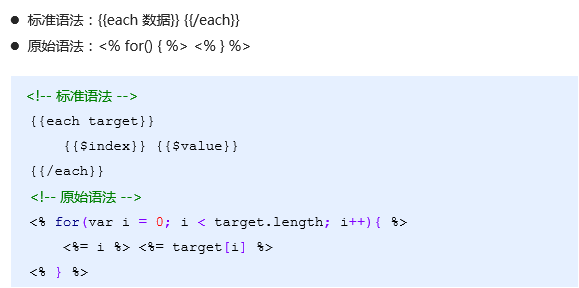 ● 标准语法：{{each 数据}} {{/each}}
● 原始语法：<% for() { %> <% } %>
<!-- 标准语法 -->
{{each target}}
{{$index}} {{$value}}
{{/each}}
<!-- 原始语法 -->
<% for(var i = 0; i < target.length; i++){ %>
<%= i %> <%= target[i] %>
<% } %>